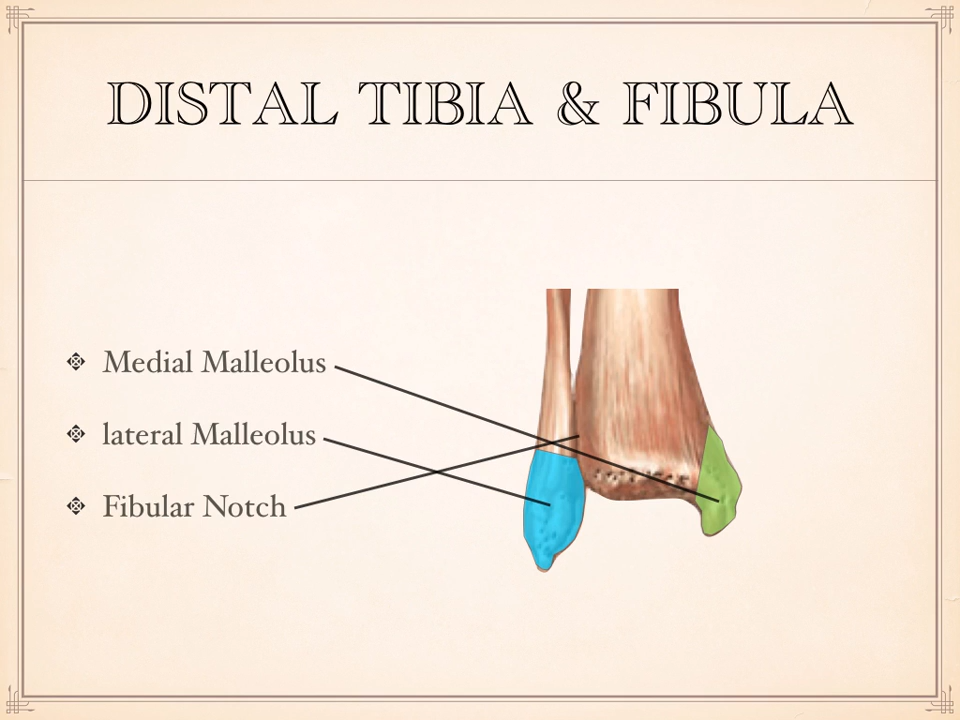 DISTAL TIBIA & FIBULA
Medial Malleolus
lateral Malleolus
Fibular Notch